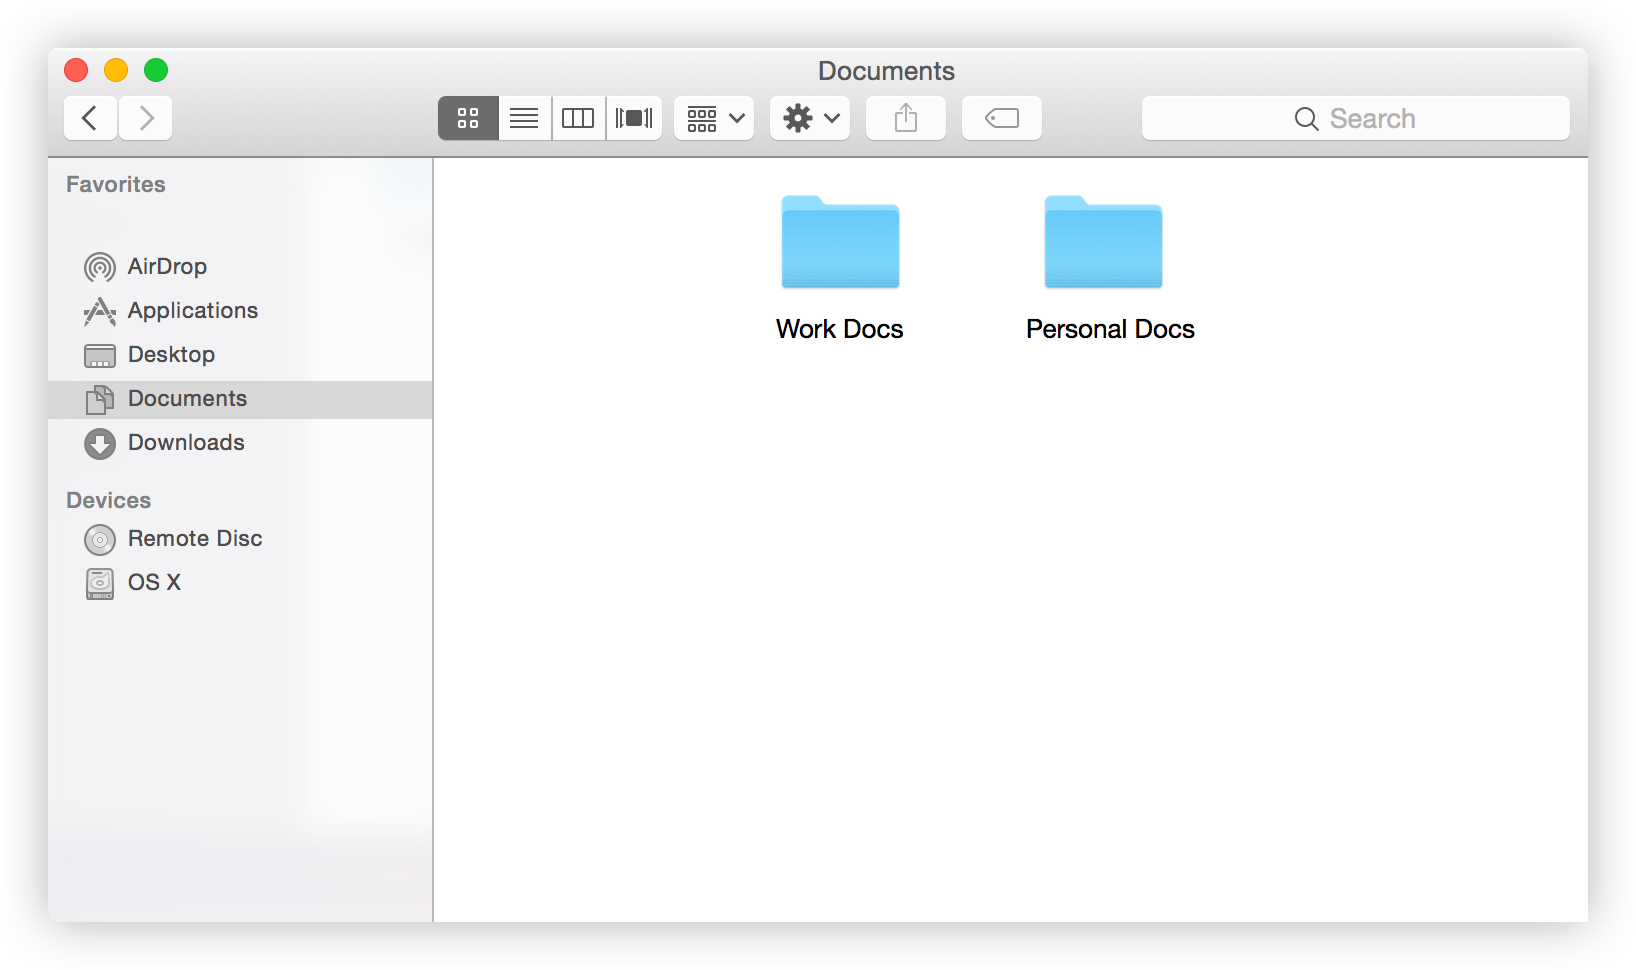 Documents
Search
Favorites
AirDrop
Applications
Desktop
Documents
Downloads
Devices
Remote Disc
OS X
Work Docs
Personal Docs